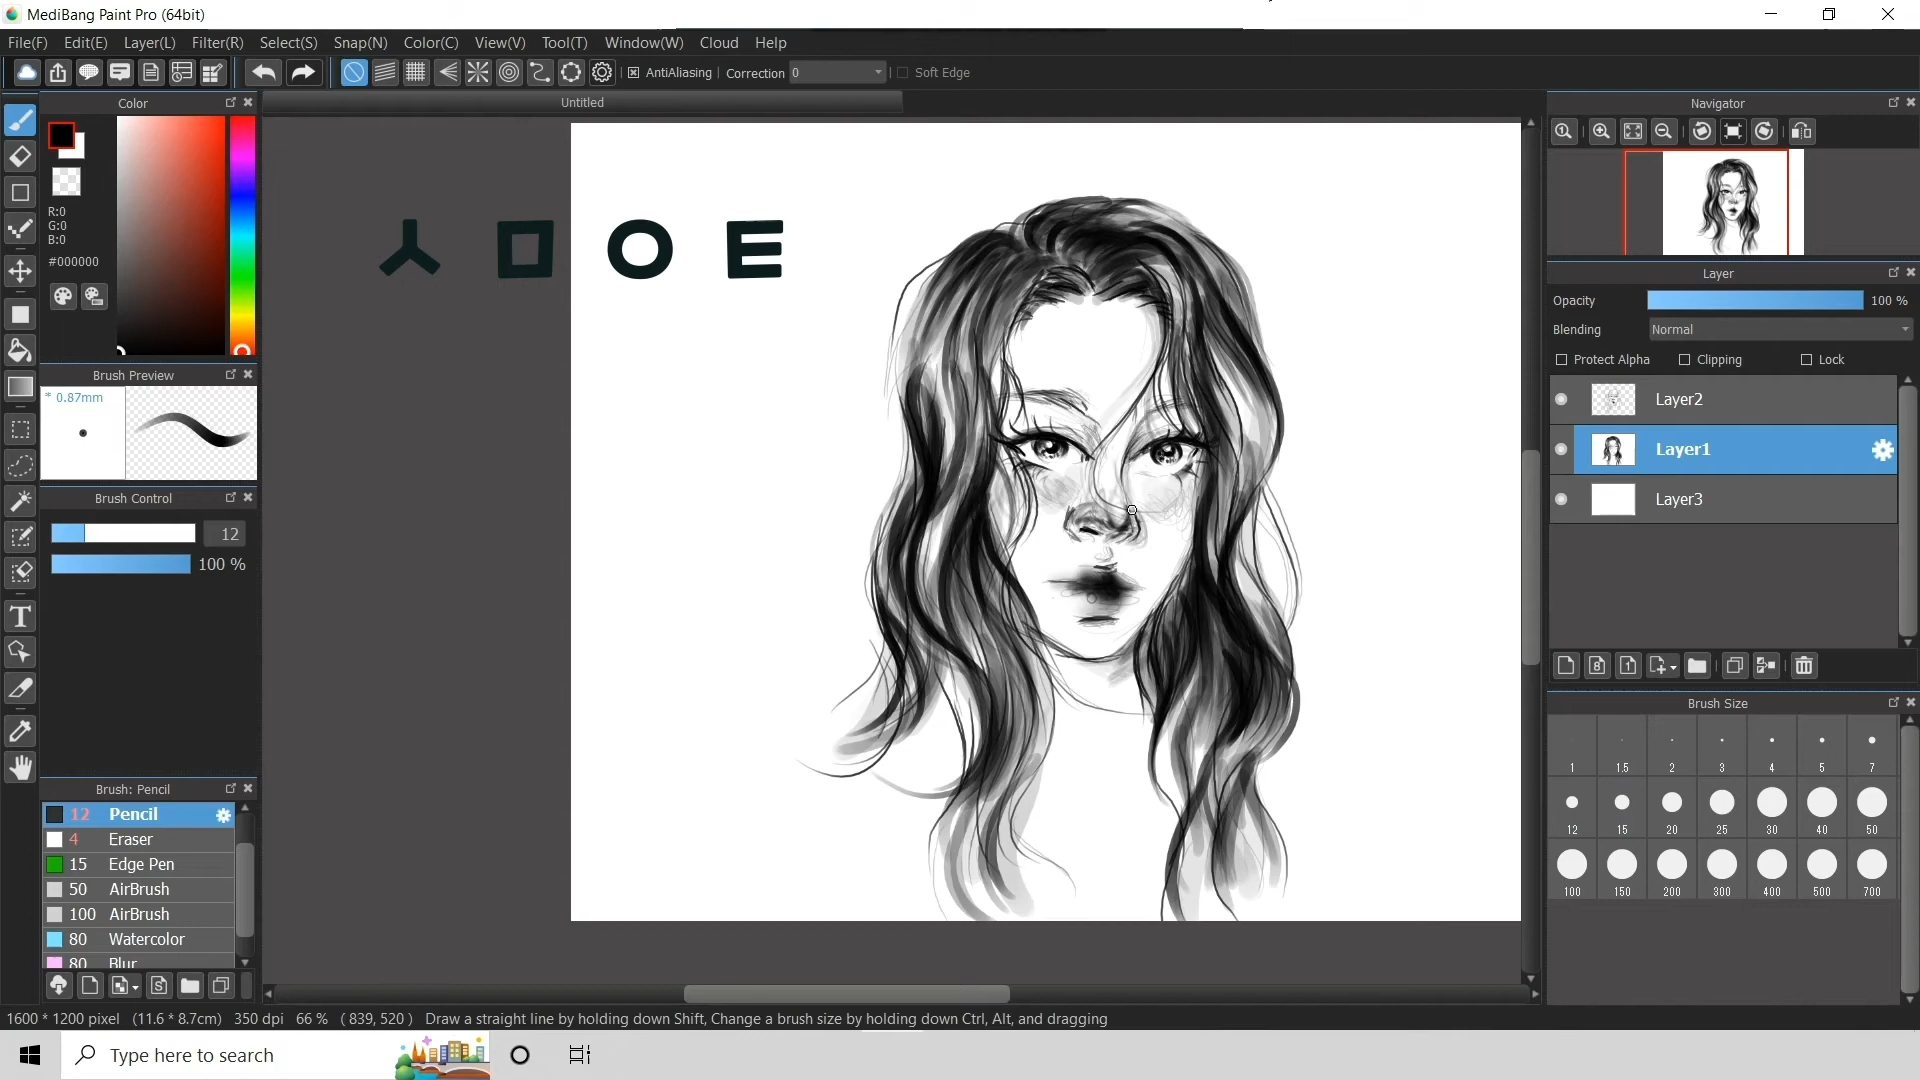 MediBang Paint Pro (64bit)
File(F) Edit(E) Layer(L) Filter(R) Select(S) Snap(N) Color(C) View(V) Tool(T) Window(W) Cloud Help
AntiAliasing Correction 0 Soft Edge
Color
Untitled
Navigator
R:0
G:0
B:0
#000000
ㅅ ㅁ ㅇ ㅌ
Layer
Opacity 100 %
Blending Normal
Protect Alpha Clipping Lock
Brush Preview
* 0.87mm
Layer2
Layer1
Layer3
Brush Control
12
100 %
8 1
Brush Size
1 1.5 2 3 4 5 7
12 15 20 25 30 40 50
100 150 200 300 400 500 700
Brush: Pencil
12 Pencil
4 Eraser
15 Edge Pen
50 AirBrush
100 AirBrush
80 Watercolor
80 Blur
1600 * 1200 pixel (11.6 * 8.7cm) 350 dpi 66 % ( 839, 520 ) Draw a straight line by holding down Shift, Change a brush size by holding down Ctrl, Alt, and dragging
Type here to search